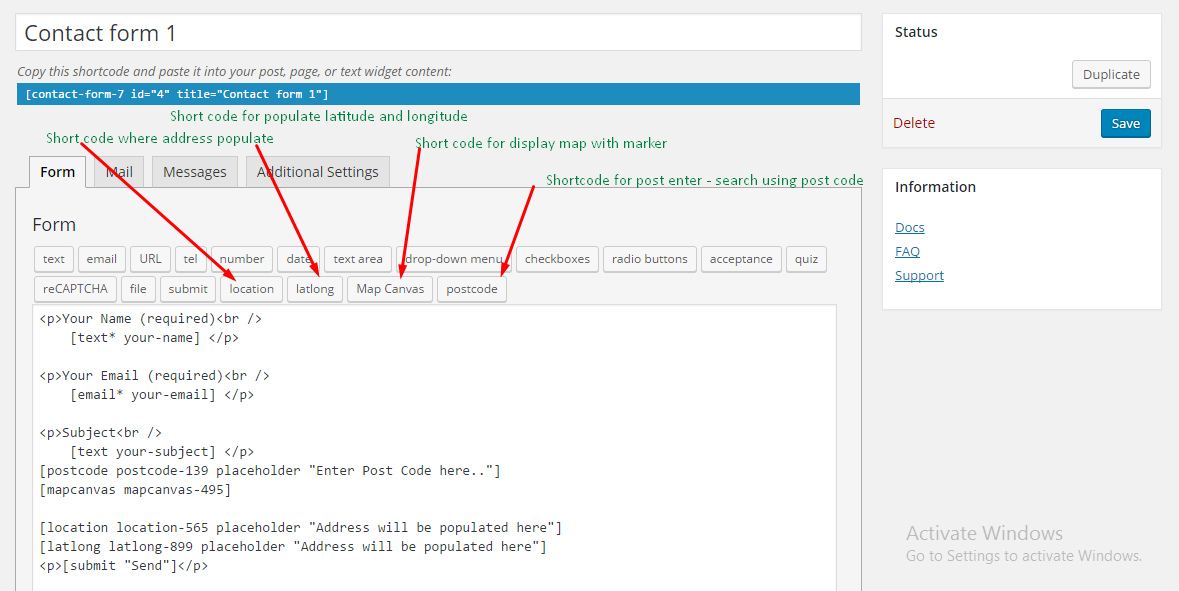 Contact form 1
Copy this shortcode and paste it into your post, page, or text widget content:
[contact-form-7 id="4" title="Contact form 1"]
Short code for populate latitude and longitude
Short code where address populate
Short code for display map with marker
Shortcode for post enter - search using post code
Form Mail Messages Additional Settings
Form
text email URL tel number date text area drop-down menu checkboxes radio buttons acceptance quiz
reCAPTCHA file submit location latlong Map Canvas postcode
<p>Your Name (required)<br />
[text* your-name] </p>
<p>Your Email (required)<br />
[email* your-email] </p>
<p>Subject<br />
[text your-subject] </p>
[postcode postcode-139 placeholder "Enter Post Code here.."]
[mapcanvas mapcanvas-495]
[location location-565 placeholder "Address will be populated here"]
[latlong latlong-899 placeholder "Address will be populated here"]
<p>[submit "Send"]</p>
Status
Duplicate
Delete Save
Information
Docs
FAQ
Support
Activate Windows
Go to Settings to activate Windows.